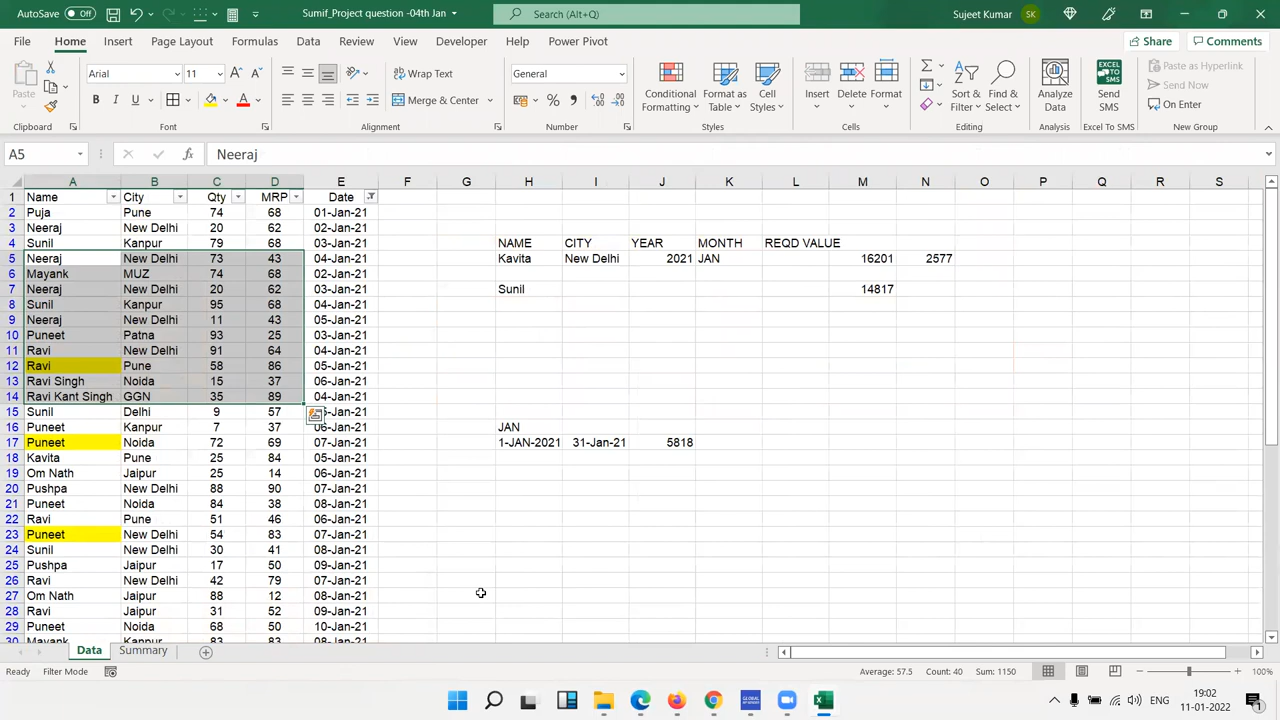 AutoSave Off Sumif_Project question -04th Jan Search (Alt+Q) Sujeet Kumar SK
File Home Insert Page Layout Formulas Data Review View Developer Help Power Pivot Share Comments
Paste Arial 11 Wrap Text General Conditional Formatting Format as Table Cell Styles Insert Delete Format Sort & Filter Find & Select Analyze Data Send SMS Paste as Hyperlink
B I U Merge & Center Send Now
On Enter
Clipboard Font Alignment Number Styles Cells Editing Analysis Excel To SMS New Group
A5 fx Neeraj
A B C D E F G H I J K L M N O P Q R S
1 Name City Qty MRP Date
2 Puja Pune 74 68 01-Jan-21
3 Neeraj New Delhi 20 62 02-Jan-21
4 Sunil Kanpur 79 68 03-Jan-21 NAME CITY YEAR MONTH REQD VALUE
5 Neeraj New Delhi 73 43 04-Jan-21 Kavita New Delhi 2021 JAN 16201 2577
6 Mayank MUZ 74 68 02-Jan-21
7 Neeraj New Delhi 20 62 03-Jan-21 Sunil 14817
8 Sunil Kanpur 95 68 04-Jan-21
9 Neeraj New Delhi 11 43 05-Jan-21
10 Puneet Patna 93 25 03-Jan-21
11 Ravi New Delhi 91 64 04-Jan-21
12 Ravi Pune 58 86 05-Jan-21
13 Ravi Singh Noida 15 37 06-Jan-21
14 Ravi Kant Singh GGN 35 89 04-Jan-21
15 Sunil Delhi 9 57 -Jan-21
16 Puneet Kanpur 7 37 06-Jan-21 JAN
17 Puneet Noida 72 69 07-Jan-21 1-JAN-2021 31-Jan-21 5818
18 Kavita Pune 25 84 05-Jan-21
19 Om Nath Jaipur 25 14 06-Jan-21
20 Pushpa New Delhi 88 90 07-Jan-21
21 Puneet Noida 84 38 08-Jan-21
22 Ravi Pune 51 46 06-Jan-21
23 Puneet New Delhi 54 83 07-Jan-21
24 Sunil New Delhi 30 41 08-Jan-21
25 Pushpa Jaipur 17 50 09-Jan-21
26 Ravi New Delhi 42 79 07-Jan-21
27 Om Nath Jaipur 88 12 08-Jan-21
28 Ravi Jaipur 31 52 09-Jan-21
29 Puneet Noida 68 50 10-Jan-21
30 Mayank Kanpur 83 83 08-Jan-21
Data Summary
Ready Filter Mode Average: 57.5 Count: 40 Sum: 1150 100%
ENG 19:02
11-01-2022